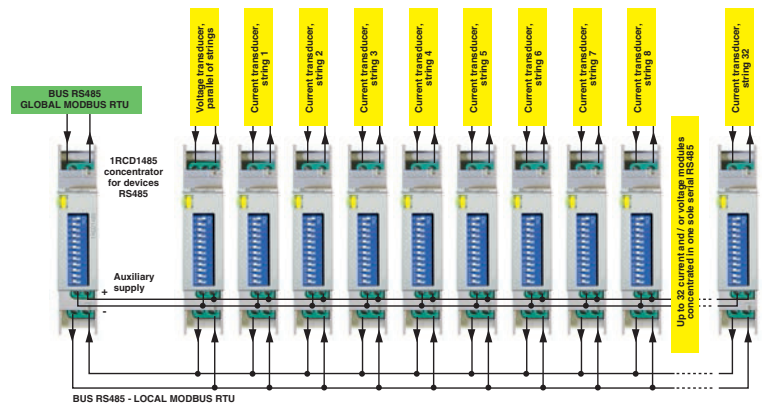 Voltage transducer,
parallel of strings
Current transducer,
string 1
Current transducer,
string 2
Current transducer,
string 3
Current transducer,
string 4
Current transducer,
string 5
Current transducer,
string 6
Current transducer,
string 7
Current transducer,
string 8
Current transducer,
string 32
BUS RS485
GLOBAL MODBUS RTU
1RCD1485
concentrator
for devices
RS485
Up to 32 current and / or voltage modules
concentrated in one sole serial RS485
Auxiliary
supply
+
-
BUS RS485 - LOCAL MODBUS RTU